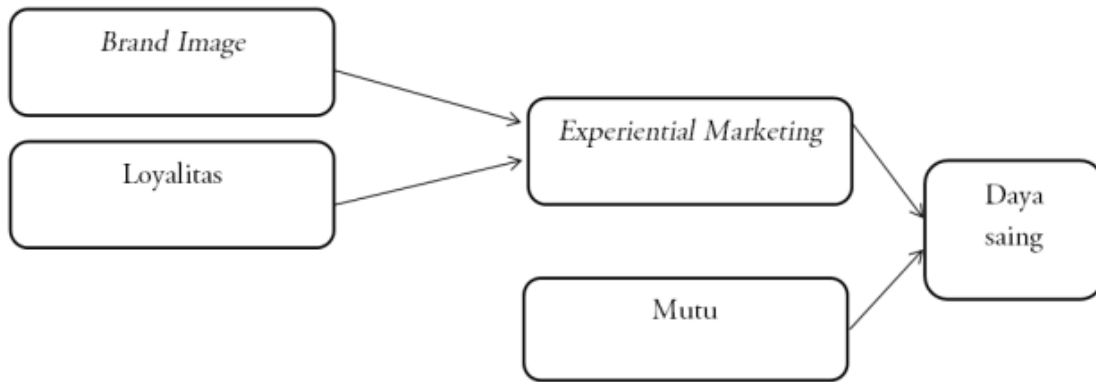 Brand Image
Loyalitas
Experiential Marketing
Mutu
Daya
saing